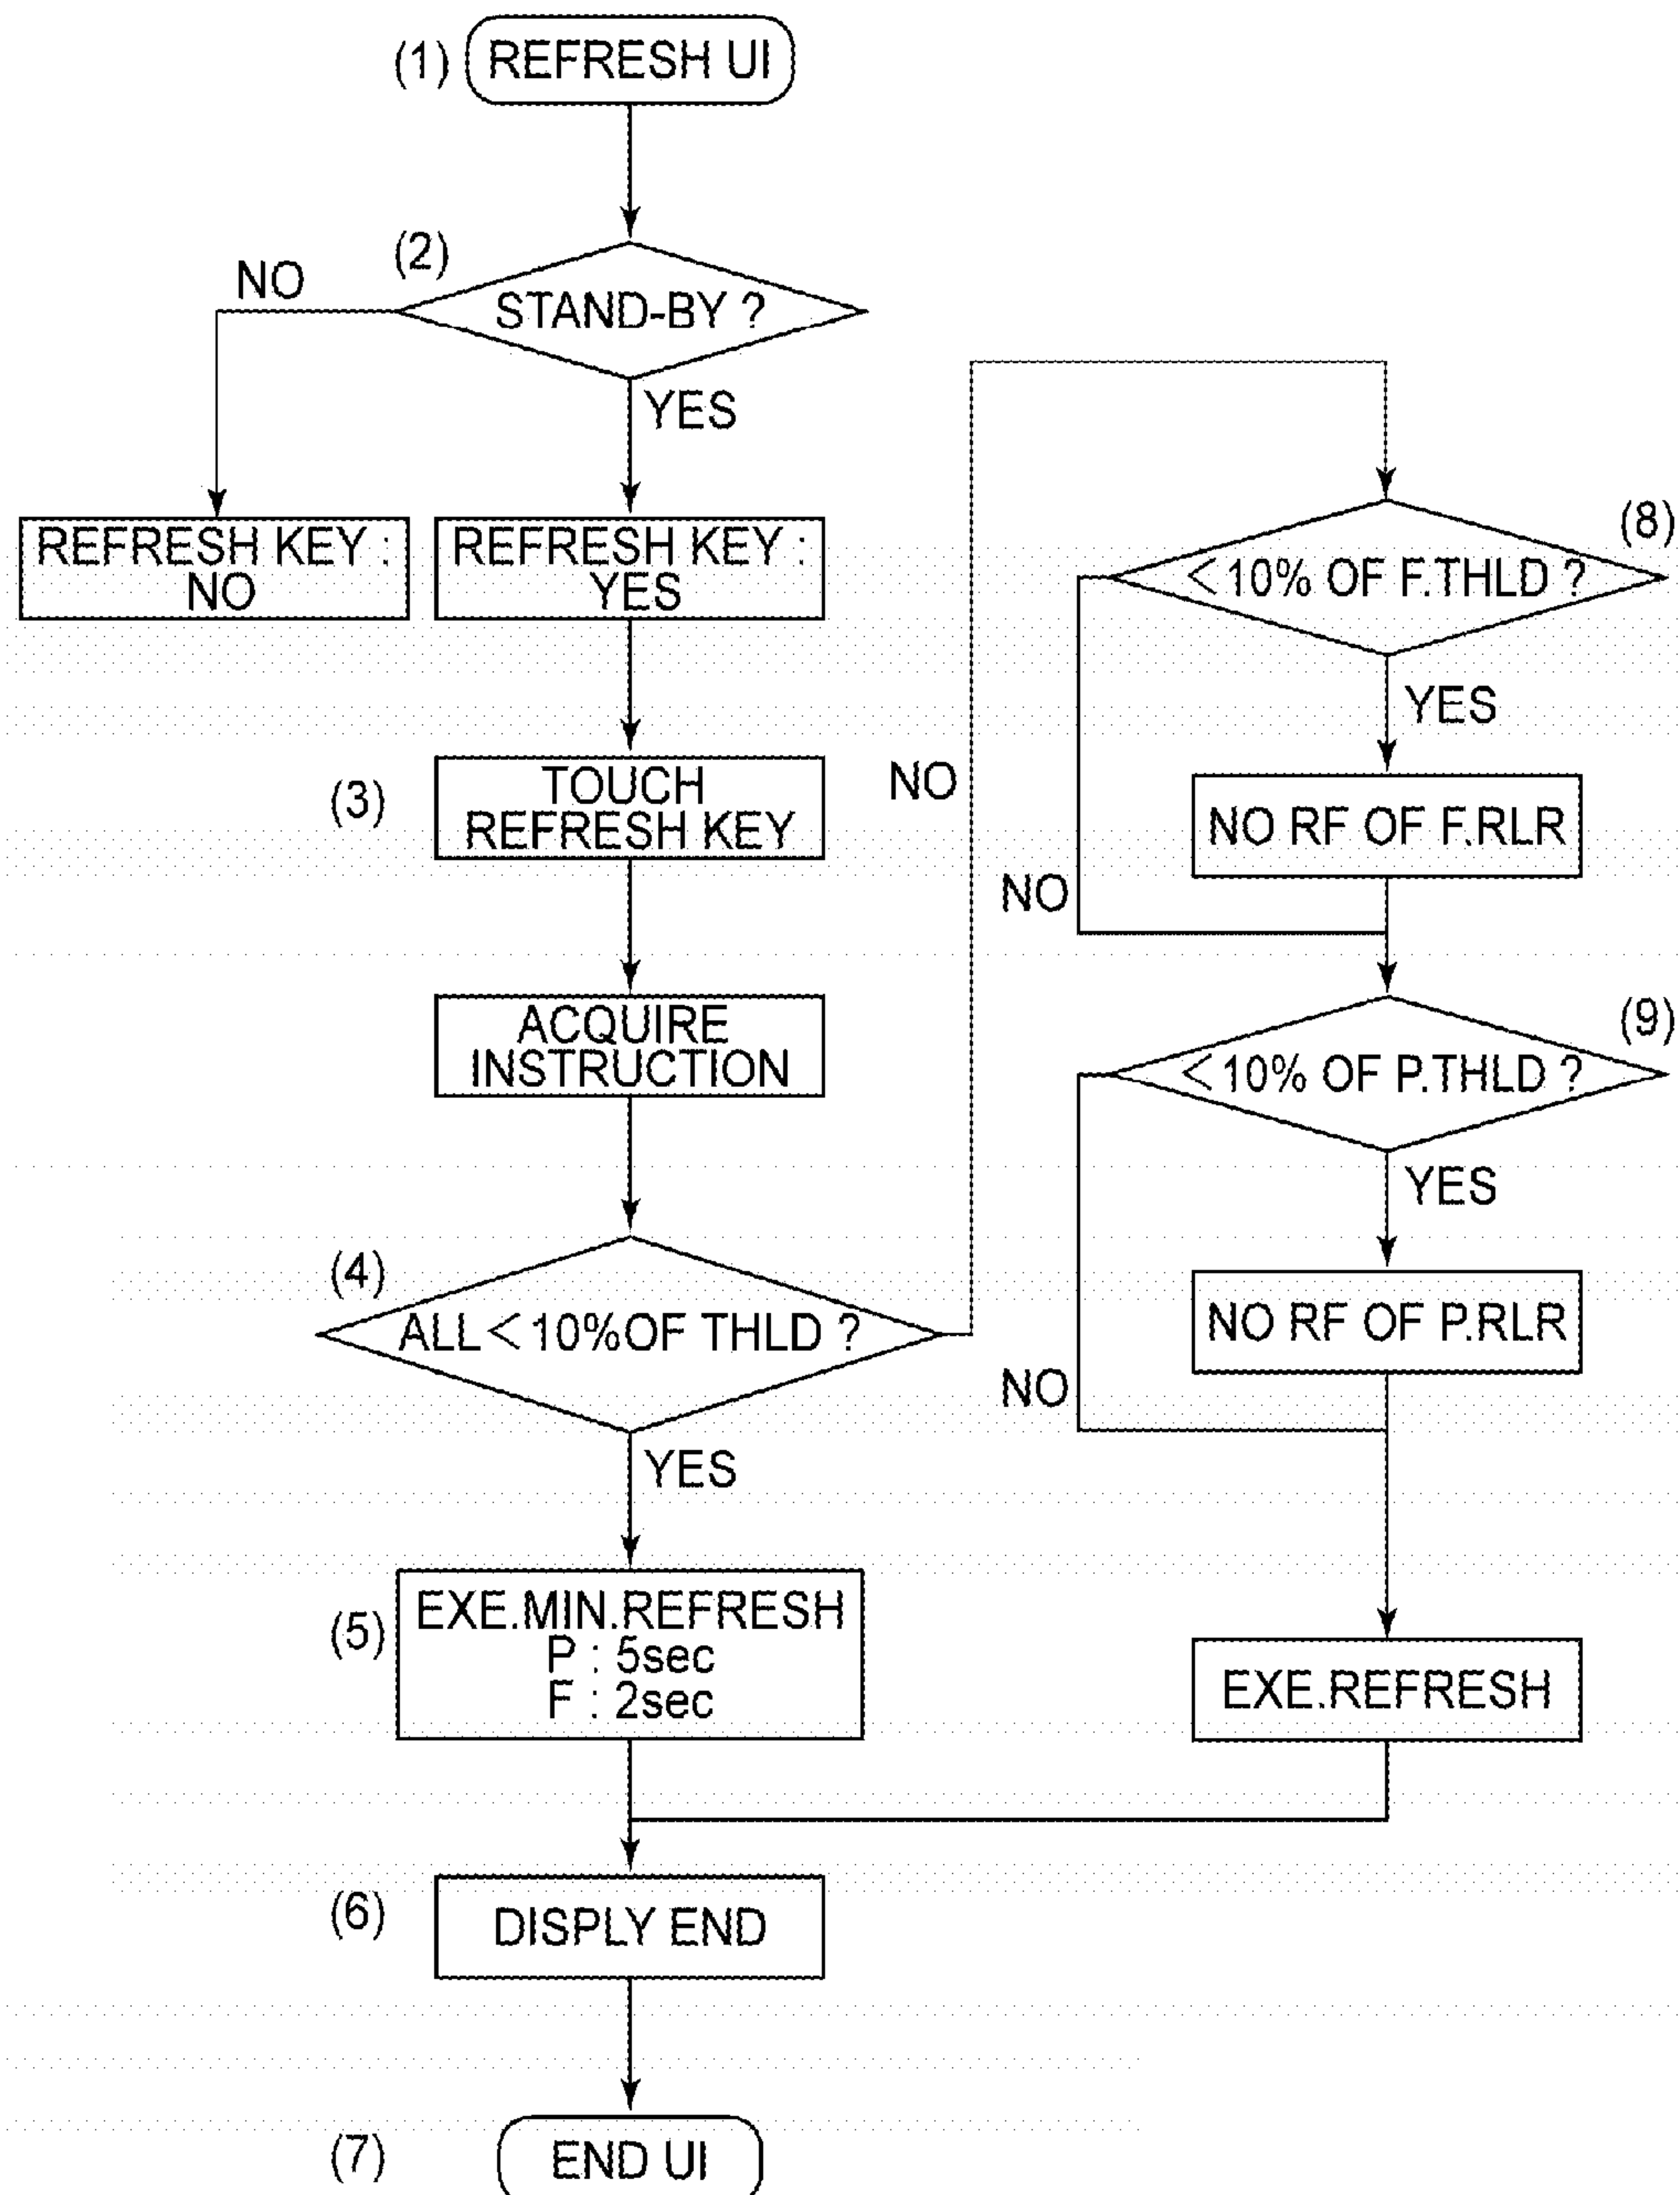 (1) REFRESH UI
(2)
STAND-BY ?
NO
YES
REFRESH KEY :
NO
REFRESH KEY :
YES
(3)
TOUCH
REFRESH KEY
ACQUIRE
INSTRUCTION
(4)
ALL<10%OF THLD ?
NO
YES
(5)
EXE.MIN.REFRESH
P : 5sec
F : 2sec
(8)
<10% OF F.THLD ?
YES
NO RF OF F.RLR
NO
(9)
<10% OF P.THLD ?
YES
NO RF OF P.RLR
NO
EXE.REFRESH
(6)
DISPLY END
(7)
END UI